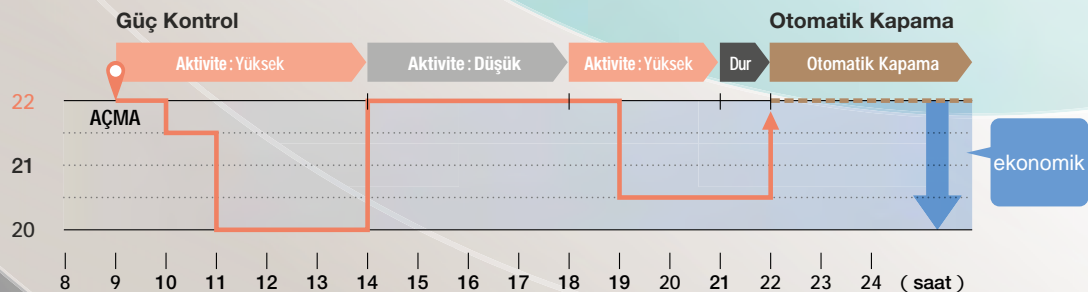 Güç Kontrol Otomatik Kapama
Aktivite : Yüksek Aktivite : Düşük Aktivite : Yüksek Dur Otomatik Kapama
22
AÇMA
21
ekonomik
20
8 9 10 11 12 13 14 15 16 17 18 19 20 21 22 23 24 ( saat )